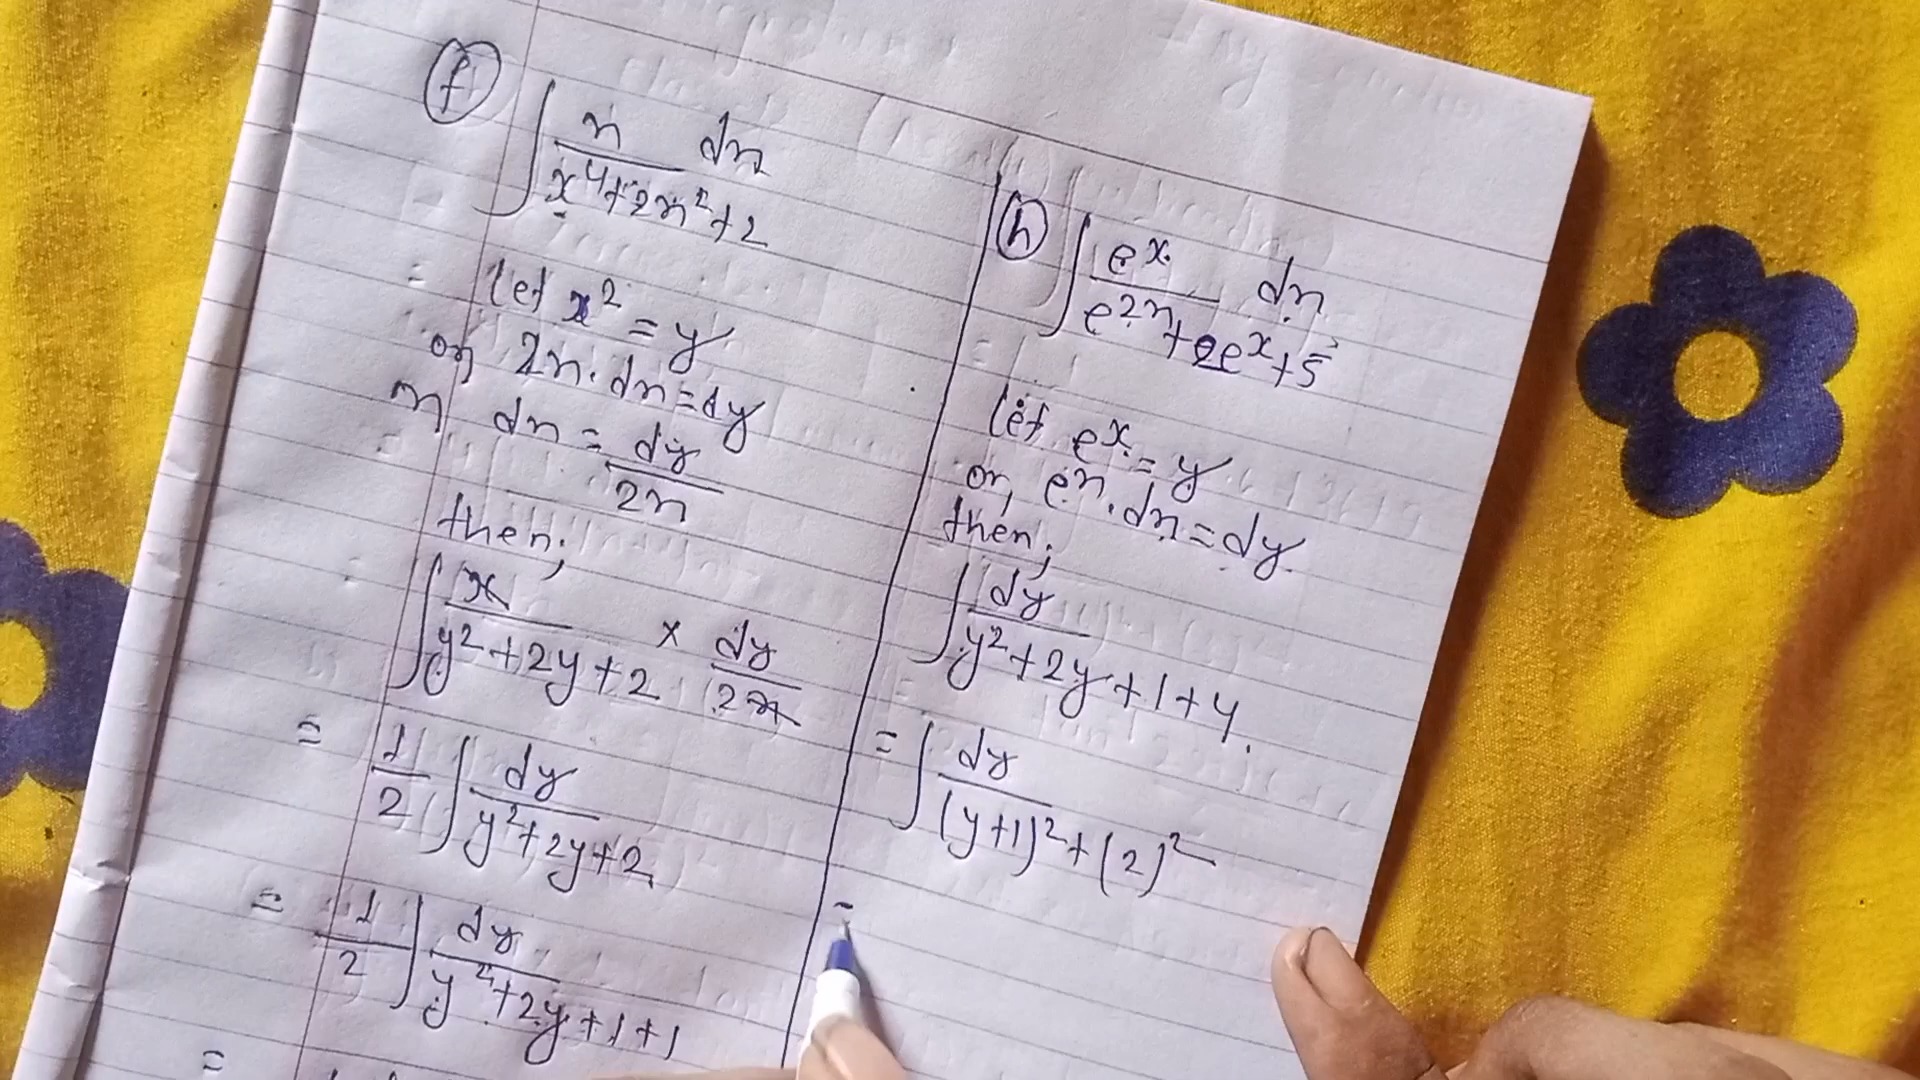 (f) ∫ x dx / (x⁴+2x²+2)
= let x² = y
or, 2x·dx = dy
or, dx = dy/2x
then;
∫ x/(y²+2y+2) × dy/2x
= 1/2 ∫ dy/(y²+2y+2)
= 1/2 ∫ dy/(y²+2y+1+1)
=
(h) ∫ eˣ/(e²ˣ+2eˣ+5) dx
let eˣ = y
or, eˣ·dx = dy
then;
∫ dy/(y²+2y+1+4)
= ∫ dy/((y+1)²+(2)²)
-